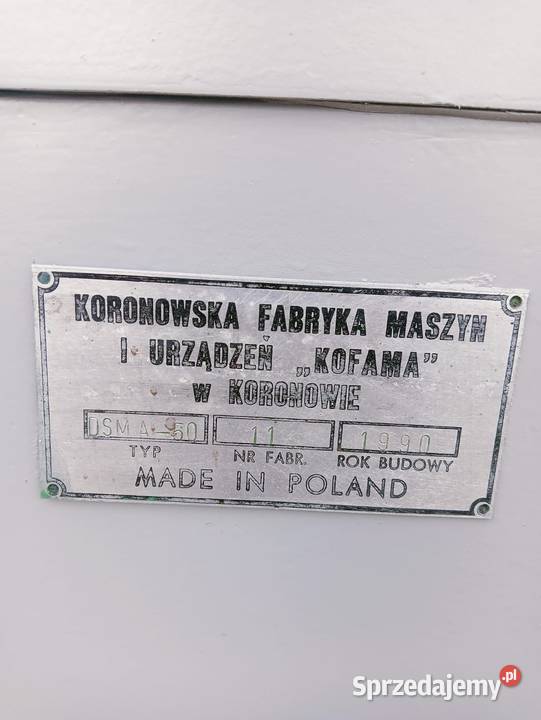 KORONOWSKA FABRYKA MASZYN
I URZĄDZEŃ „KOFAMA”
W KORONOWIE
DSMA-50 11 1990
TYP NR FABR. ROK BUDOWY
MADE IN POLAND
Sprzedajemy.pl